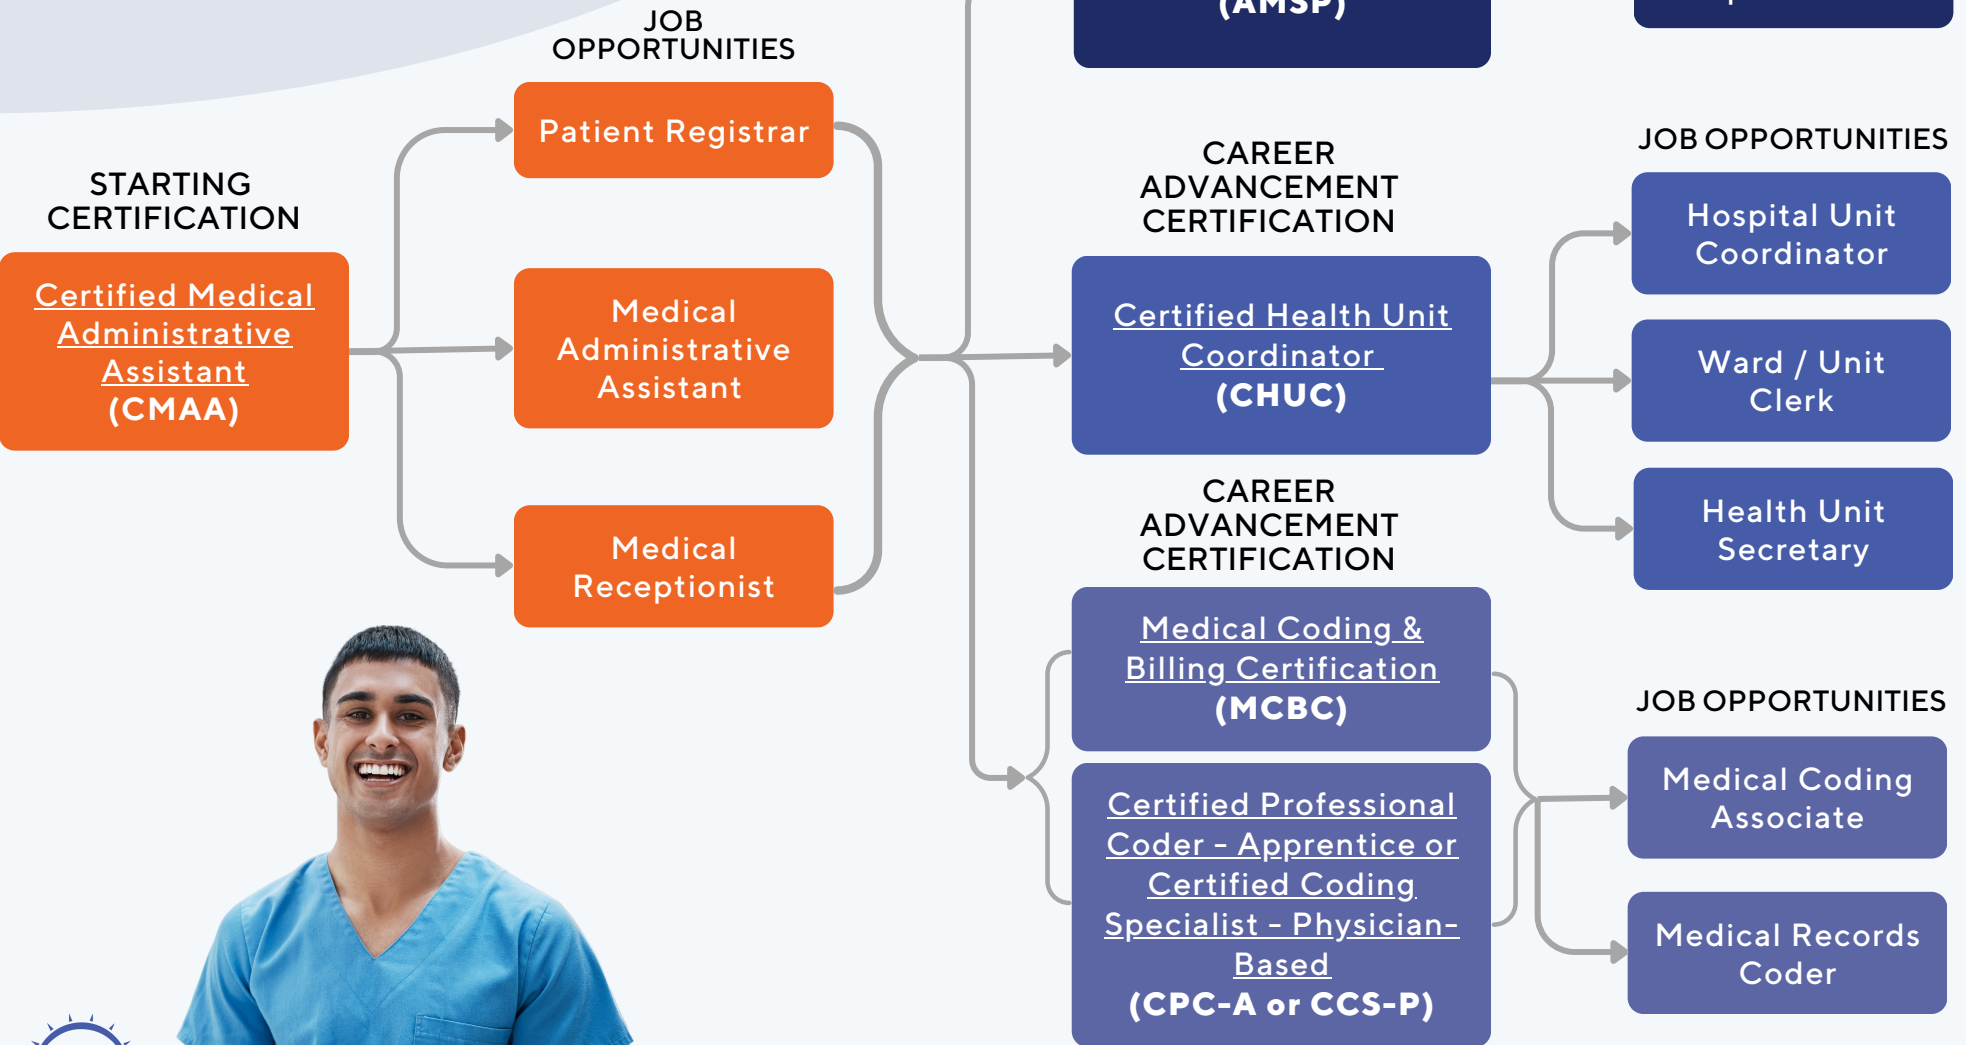 JOB
OPPORTUNITIES
Patient Registrar
STARTING
CERTIFICATION
Certified Medical
Administrative
Assistant
(CMAA)
Medical
Administrative
Assistant
Medical
Receptionist
(AMSP)
CAREER
ADVANCEMENT
CERTIFICATION
Certified Health Unit
Coordinator
(CHUC)
JOB OPPORTUNITIES
Hospital Unit
Coordinator
Ward / Unit
Clerk
Health Unit
Secretary
CAREER
ADVANCEMENT
CERTIFICATION
Medical Coding &
Billing Certification
(MCBC)
Certified Professional
Coder - Apprentice or
Certified Coding
Specialist - Physician-
Based
(CPC-A or CCS-P)
JOB OPPORTUNITIES
Medical Coding
Associate
Medical Records
Coder